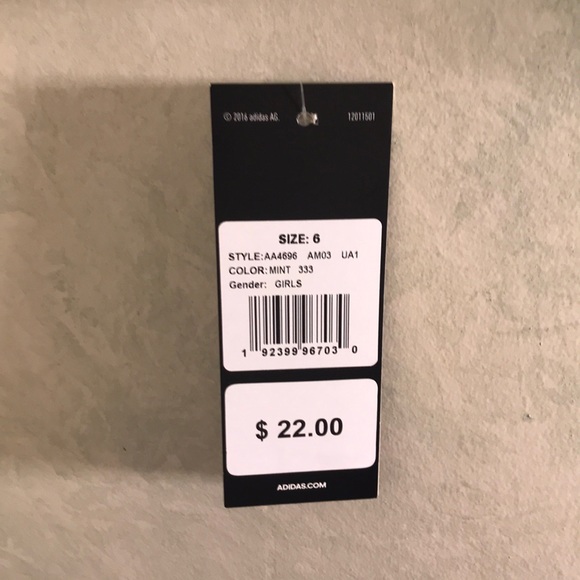 © 2016 adidas AG. 12011501
SIZE: 6
STYLE:AA4696 AM03 UA1
COLOR:MINT 333
Gender: GIRLS
1 92399 96703 0
$ 22.00
ADIDAS.COM